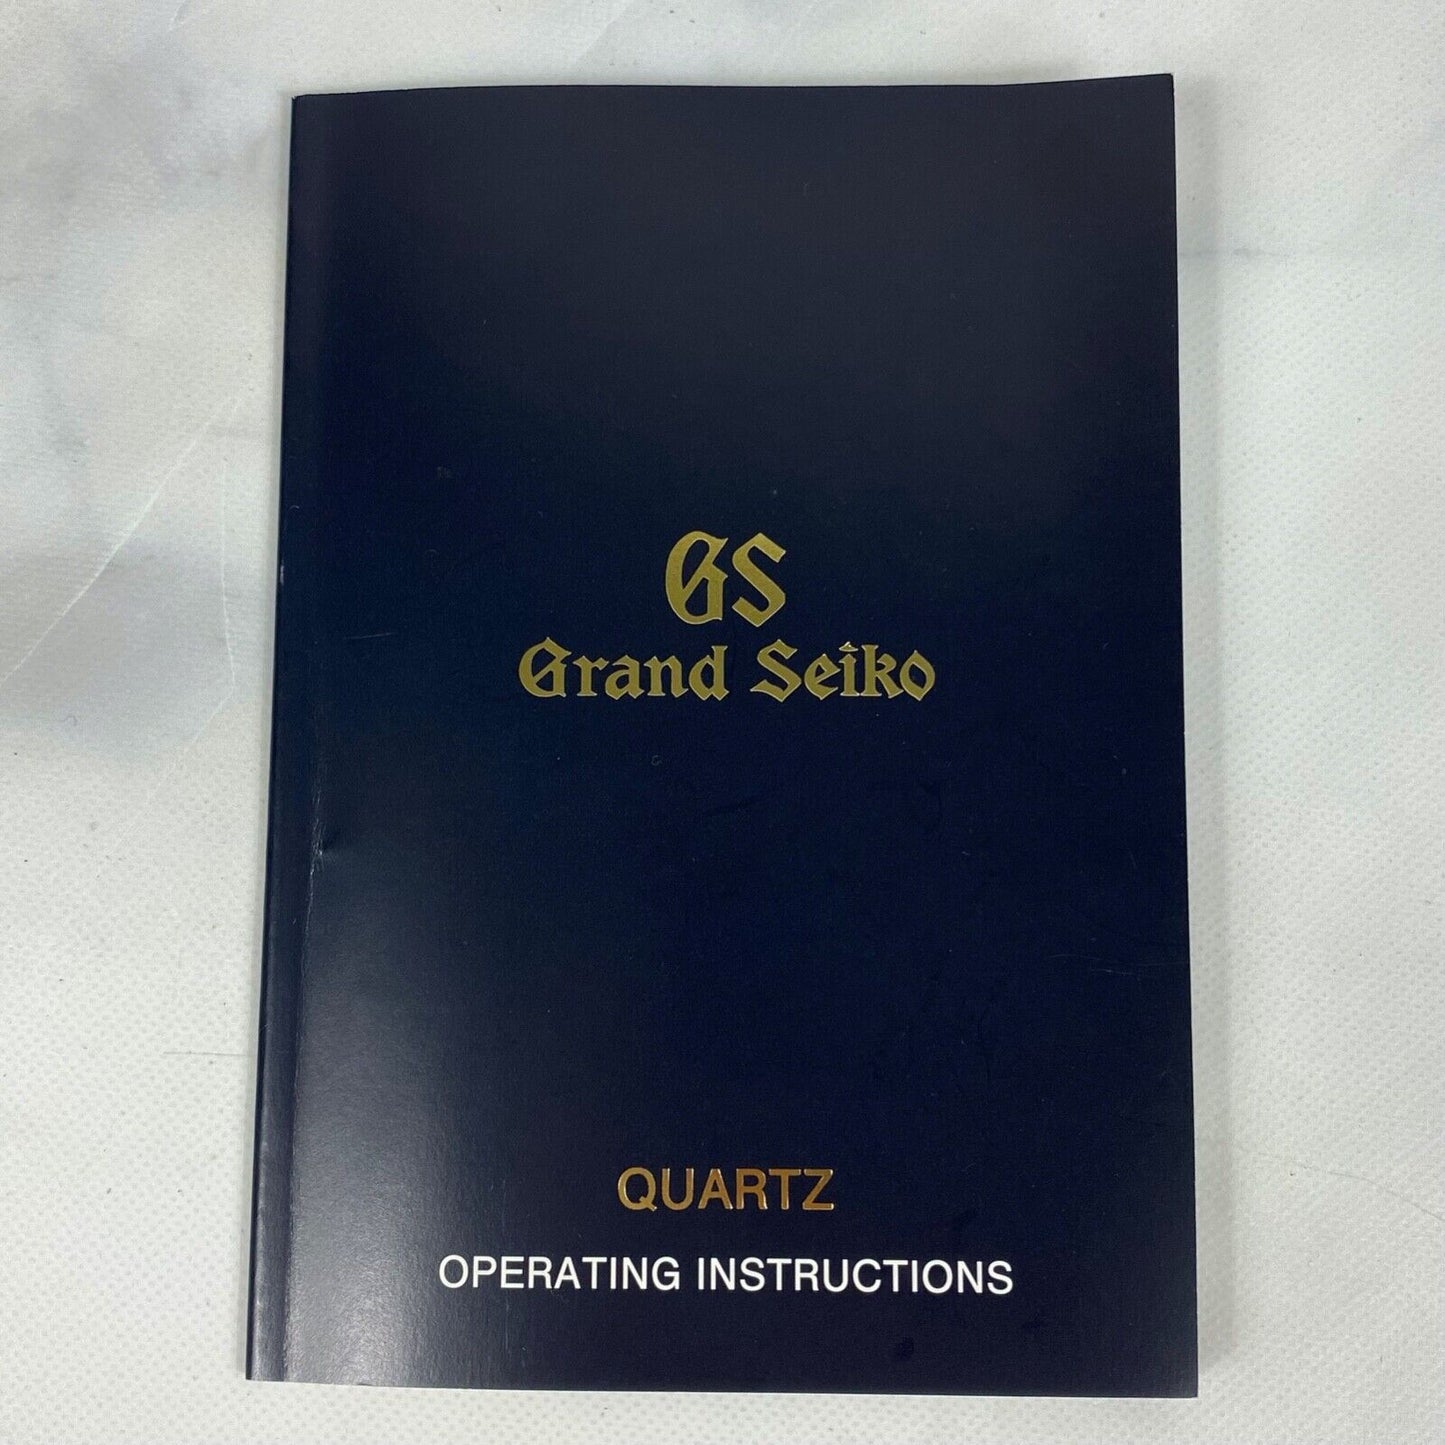 GS
Grand Seiko
QUARTZ
OPERATING INSTRUCTIONS